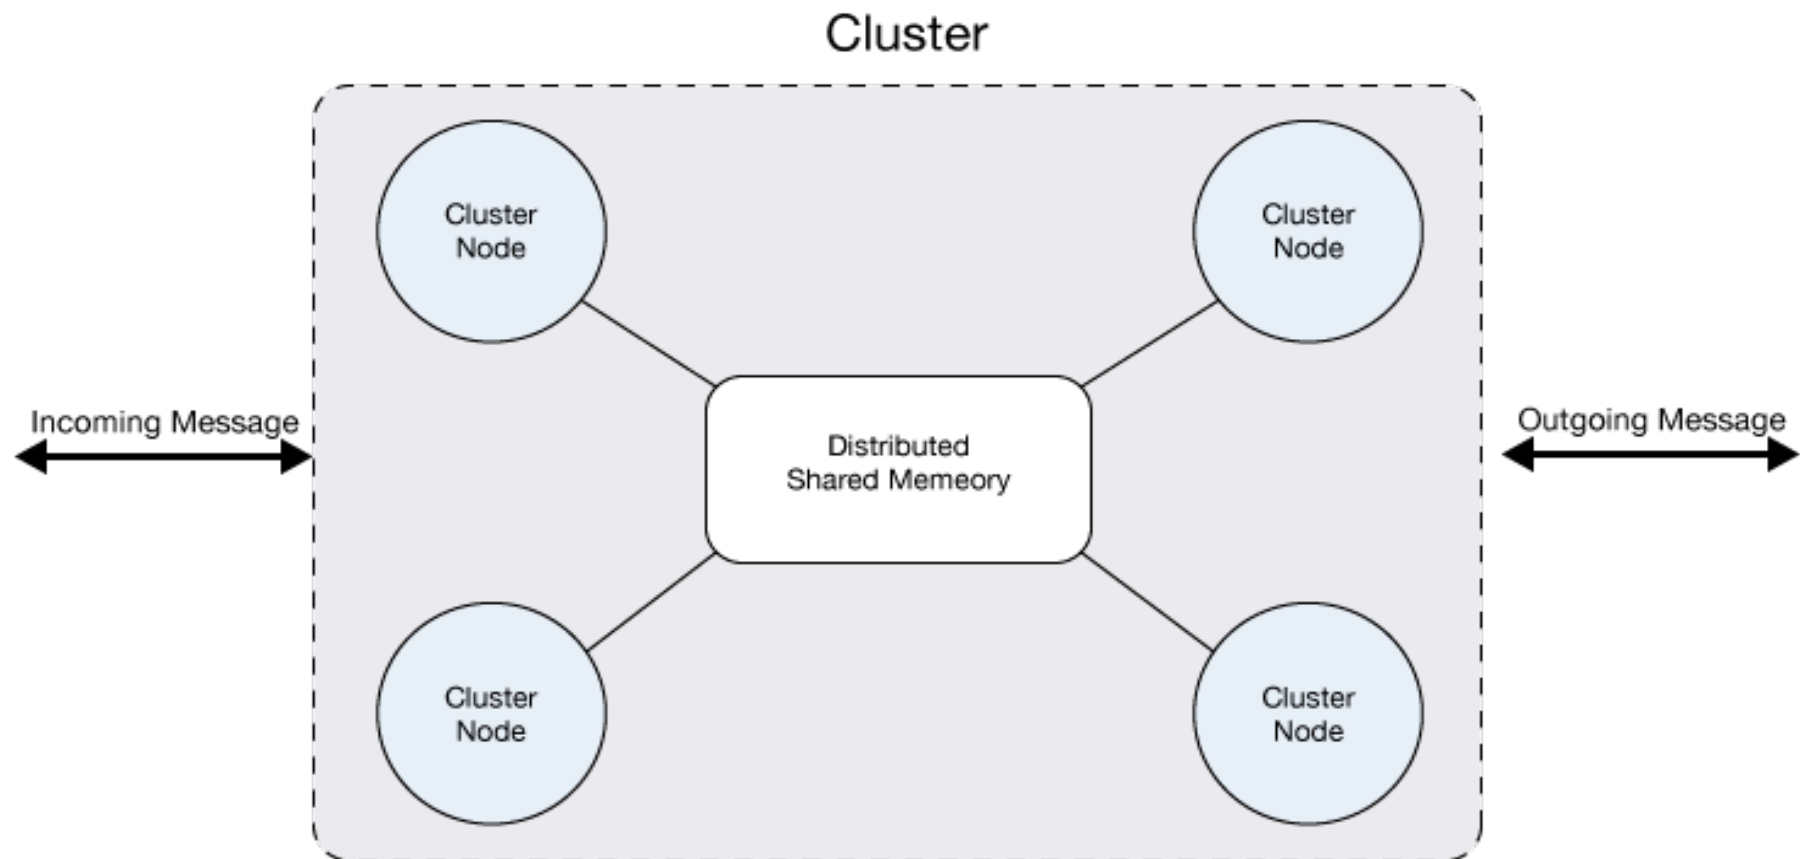 Cluster
Cluster
Node
Cluster
Node
Incoming Message
Outgoing Message
Distributed
Shared Memeory
Cluster
Node
Cluster
Node